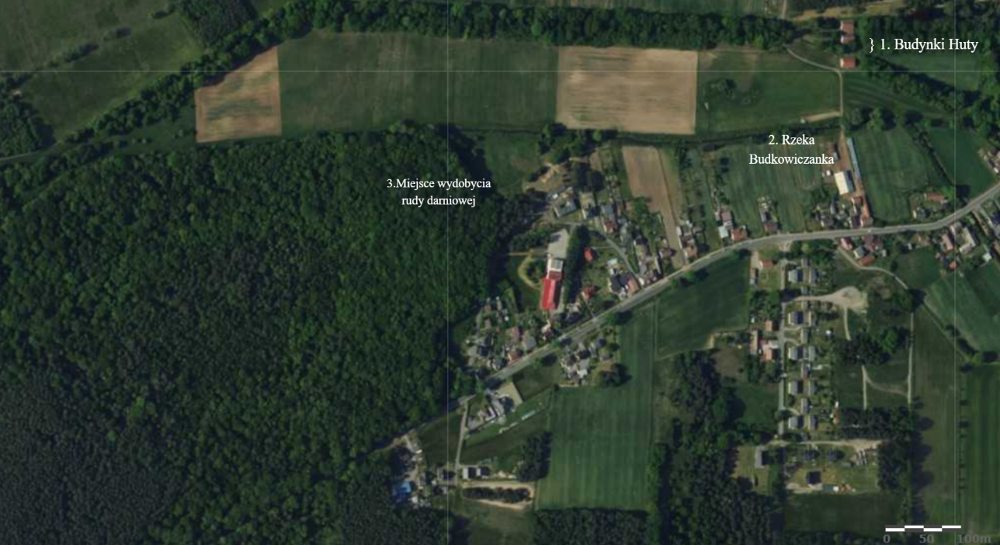 } 1. Budynki Huty
2. Rzeka
Budkowiczanka
3.Miejsce wydobycia
rudy darniowej
0 50 100m